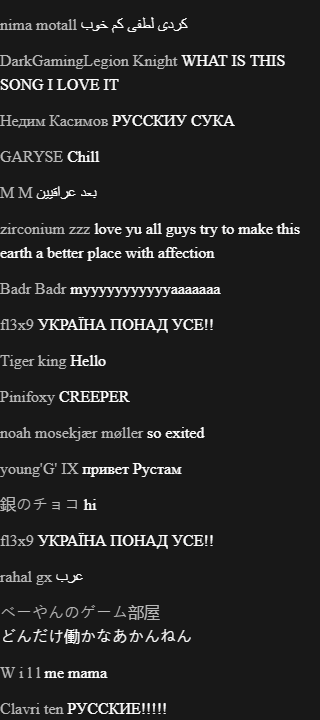 nima motall كردى لطفى كم خوب
DarkGamingLegion Knight WHAT IS THIS
SONG I LOVE IT
Недим Касимов РУССКИУ СУКА
GARYSE Chill
M M بعد عراقيين
zirconium zzz love yu all guys try to make this
earth a better place with affection
Badr Badr myyyyyyyyyyyaaaaaaa
fl3x9 УКРАЇНА ПОНАД УСЕ!!
Tiger king Hello
Pinifoxy CREEPER
noah mosekjær møller so exited
young'G' IX привет Рустам
銀のチョコ hi
fl3x9 УКРАЇНА ПОНАД УСЕ!!
rahal gx عرب
べーやんのゲーム部屋
どんだけ働かなあかんねん
W i l l me mama
Clavri ten РУССКИЕ!!!!!